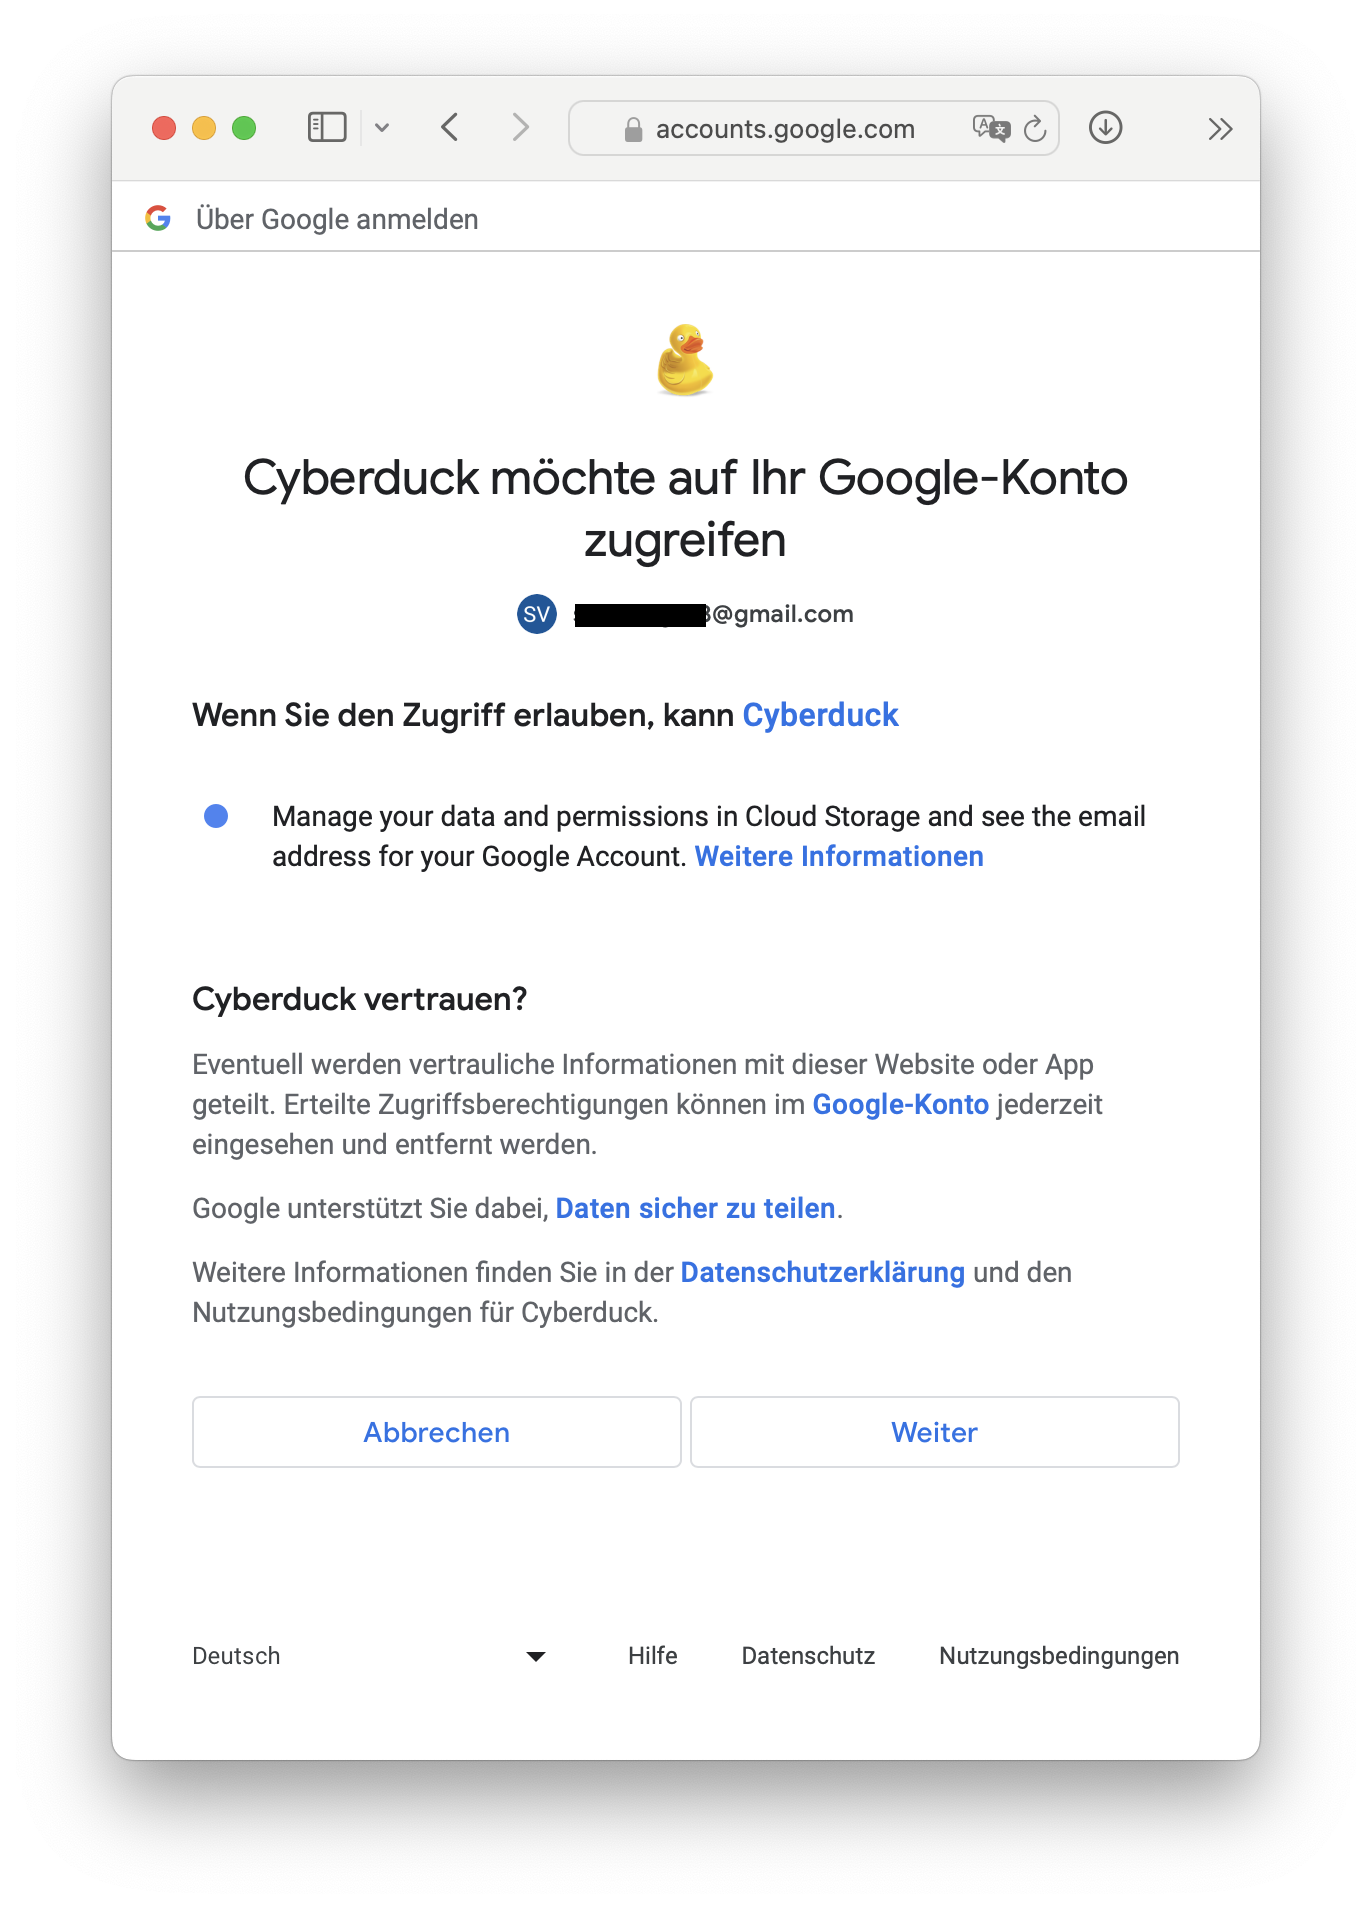 accounts.google.com
Über Google anmelden
Cyberduck möchte auf Ihr Google-Konto
zugreifen
SV @gmail.com
Wenn Sie den Zugriff erlauben, kann Cyberduck
Manage your data and permissions in Cloud Storage and see the email
address for your Google Account. Weitere Informationen
Cyberduck vertrauen?
Eventuell werden vertrauliche Informationen mit dieser Website oder App
geteilt. Erteilte Zugriffsberechtigungen können im Google-Konto jederzeit
eingesehen und entfernt werden.
Google unterstützt Sie dabei, Daten sicher zu teilen.
Weitere Informationen finden Sie in der Datenschutzerklärung und den
Nutzungsbedingungen für Cyberduck.
Abbrechen Weiter
Deutsch Hilfe Datenschutz Nutzungsbedingungen